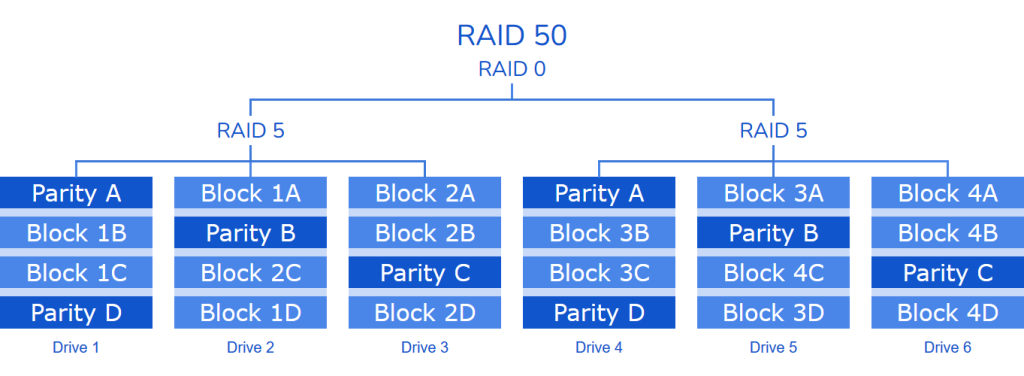 RAID 50
RAID 0
RAID 5 RAID 5
Parity A Block 1A Block 2A Parity A Block 3A Block 4A
Block 1B Parity B Block 2B Block 3B Parity B Block 4B
Block 1C Block 2C Parity C Block 3C Block 4C Parity C
Parity D Block 1D Block 2D Parity D Block 3D Block 4D
Drive 1 Drive 2 Drive 3 Drive 4 Drive 5 Drive 6